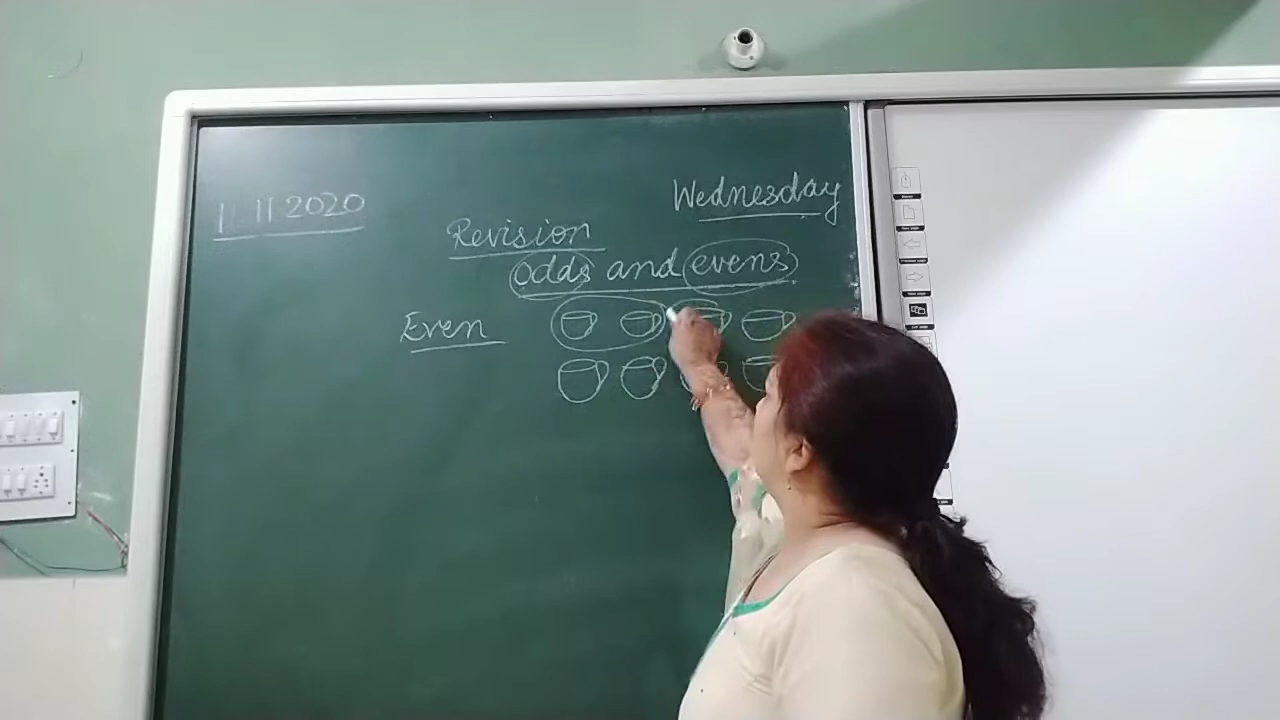 11.11.2020
Wednesday
Revision
Odds and evens
Even